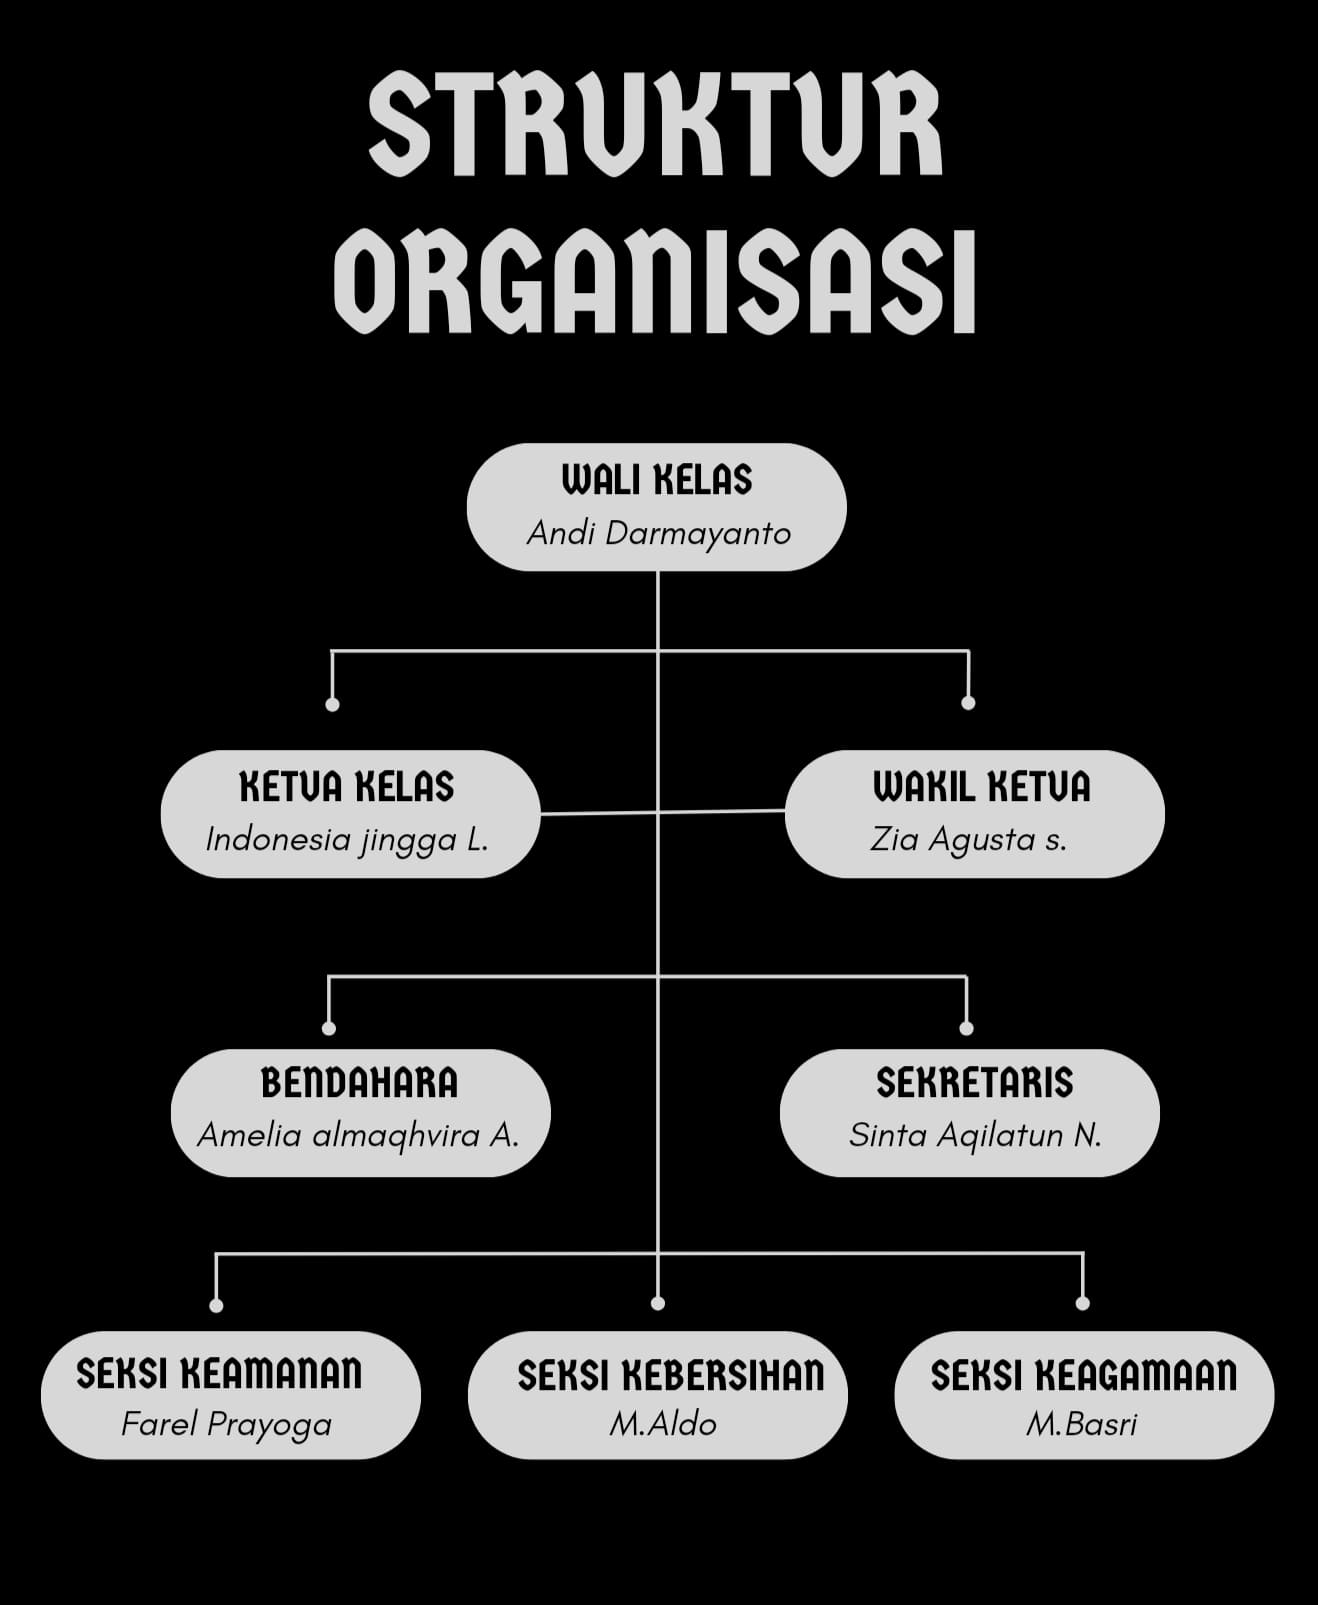 STRUKTUR
ORGANISASI
WALI KELAS
Andi Darmayanto
KETUA KELAS
Indonesia jingga L.
WAKIL KETUA
Zia Agusta s.
BENDAHARA
Amelia almaqhvira A.
SEKRETARIS
Sinta Aqilatun N.
SEKSI KEAMANAN
Farel Prayoga
SEKSI KEBERSIHAN
M.Aldo
SEKSI KEAGAMAAN
M.Basri